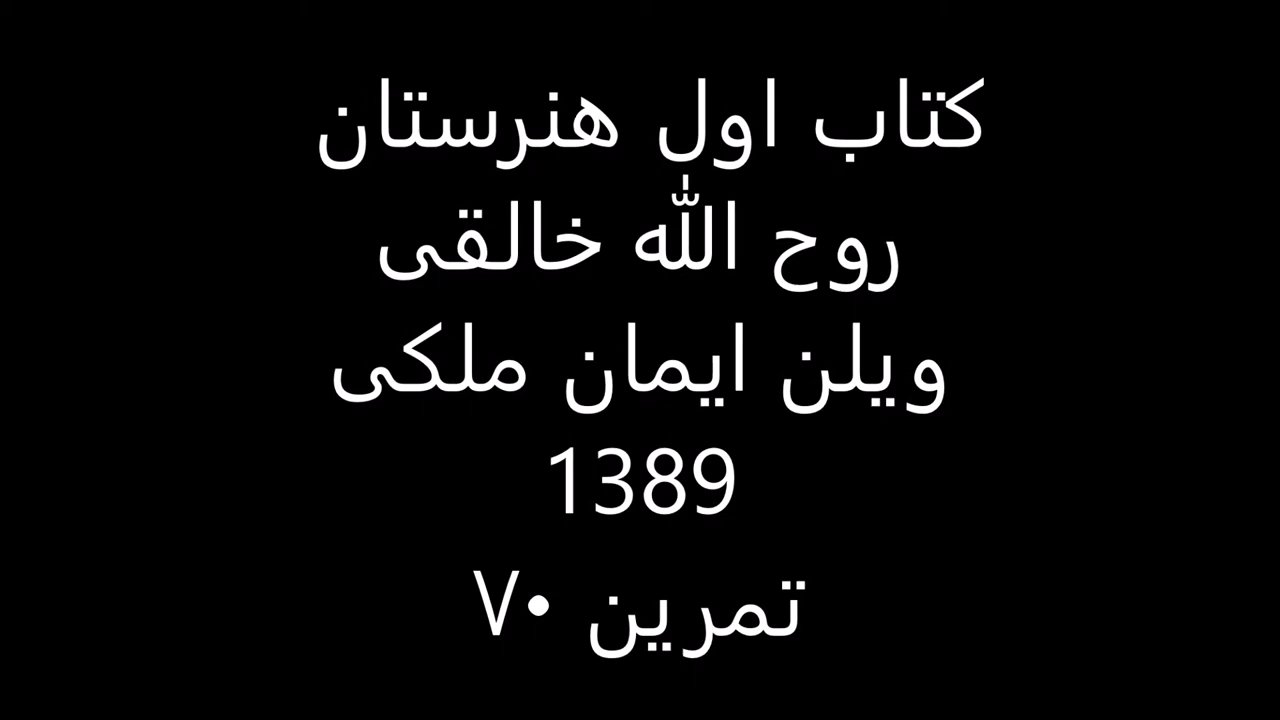 کتاب اول هنرستان
روح الله خالقی
ویلن ایمان ملکی
1389
تمرین ۷۰